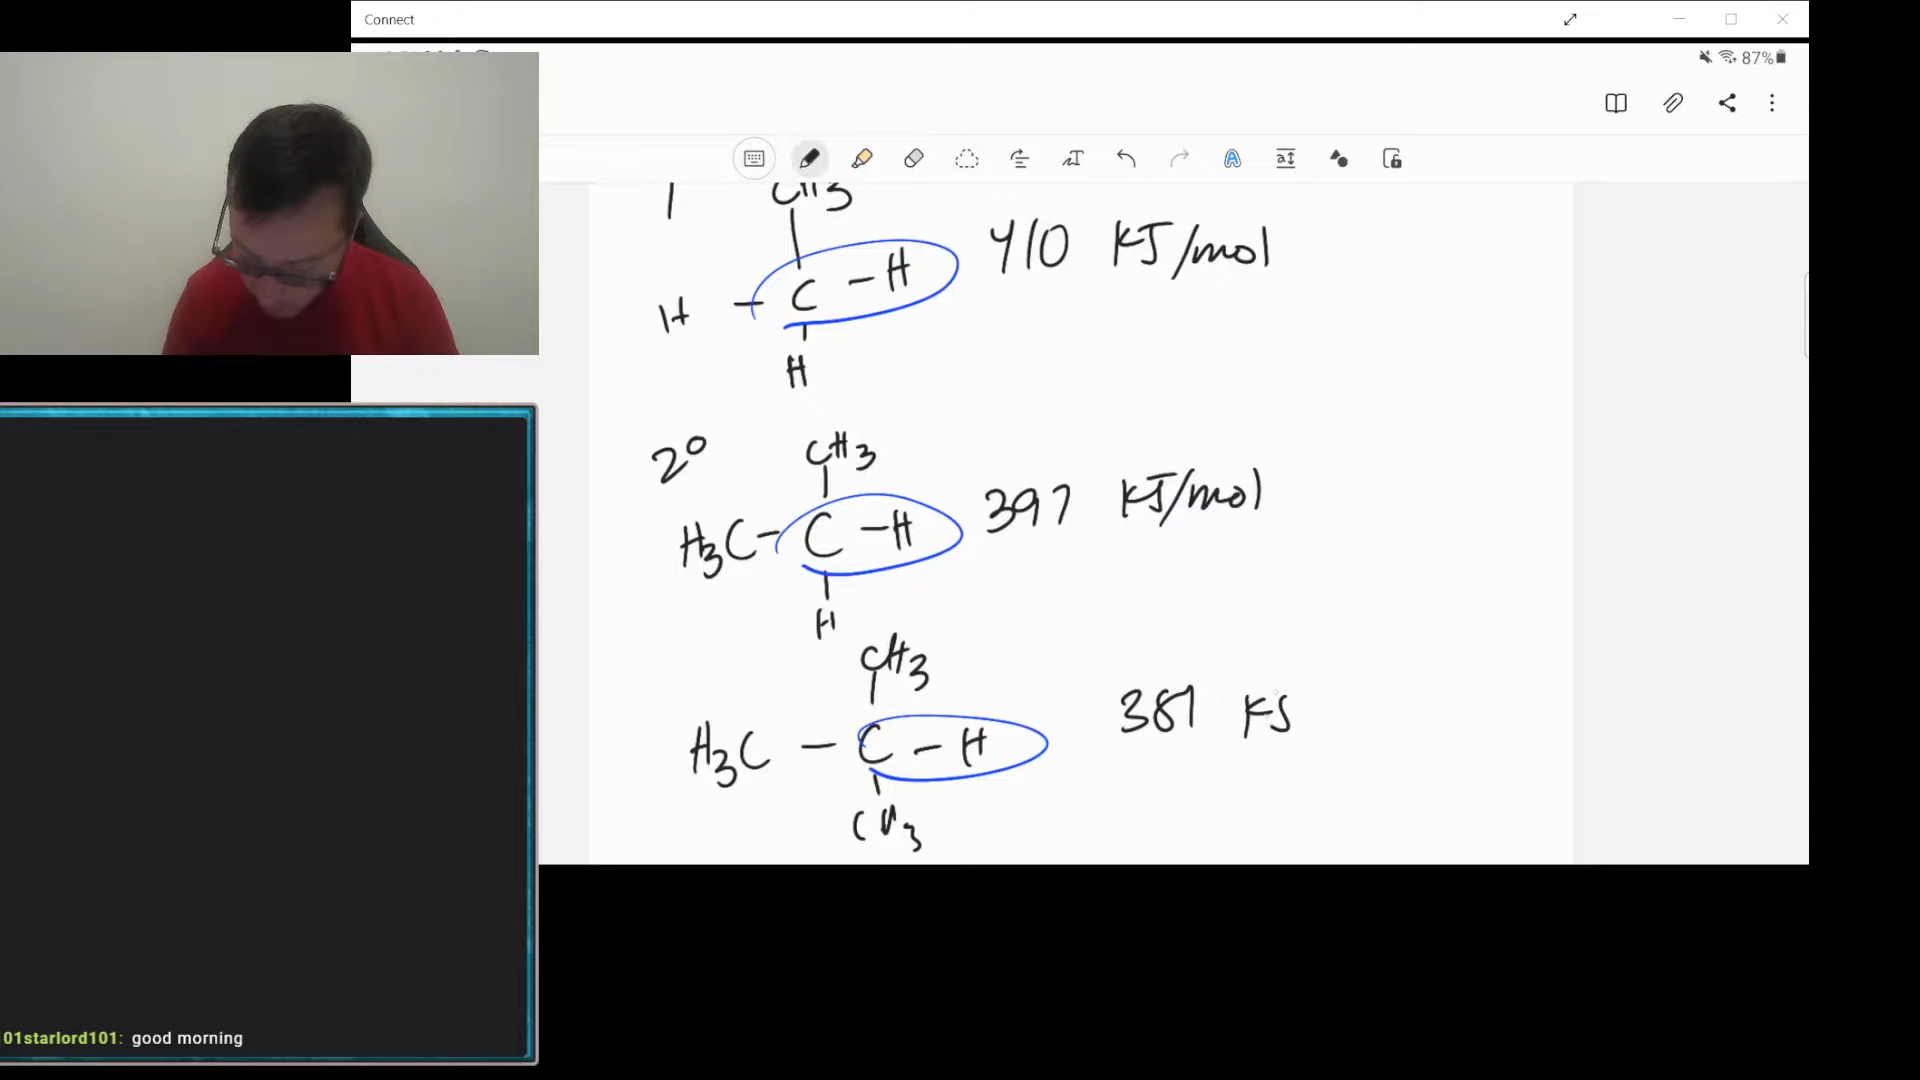 Connect
87%
1
CH3
H - C - H 410 KJ/mol
H
2°
CH3
H3C - C - H 397 KJ/mol
H
CH3
H3C - C - H 381 KJ
CH3
01starlord101: good morning